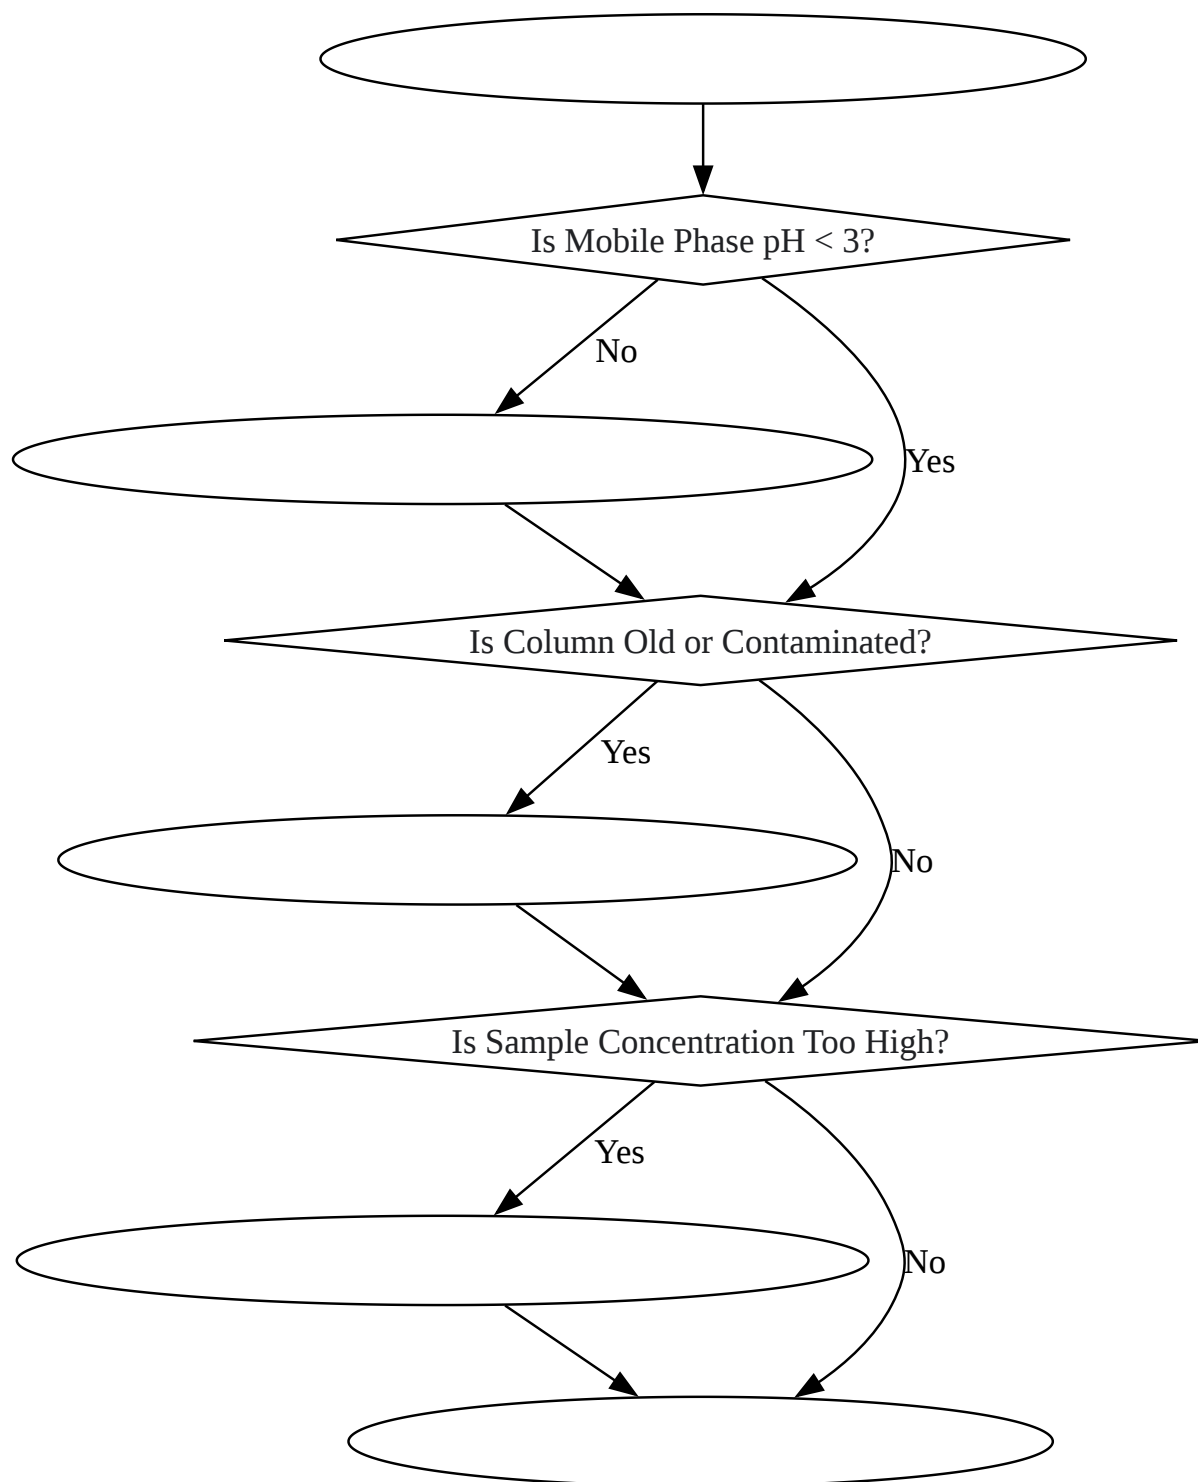 Is Mobile Phase pH < 3?
No
Yes
Is Column Old or Contaminated?
Yes
No
Is Sample Concentration Too High?
Yes
No